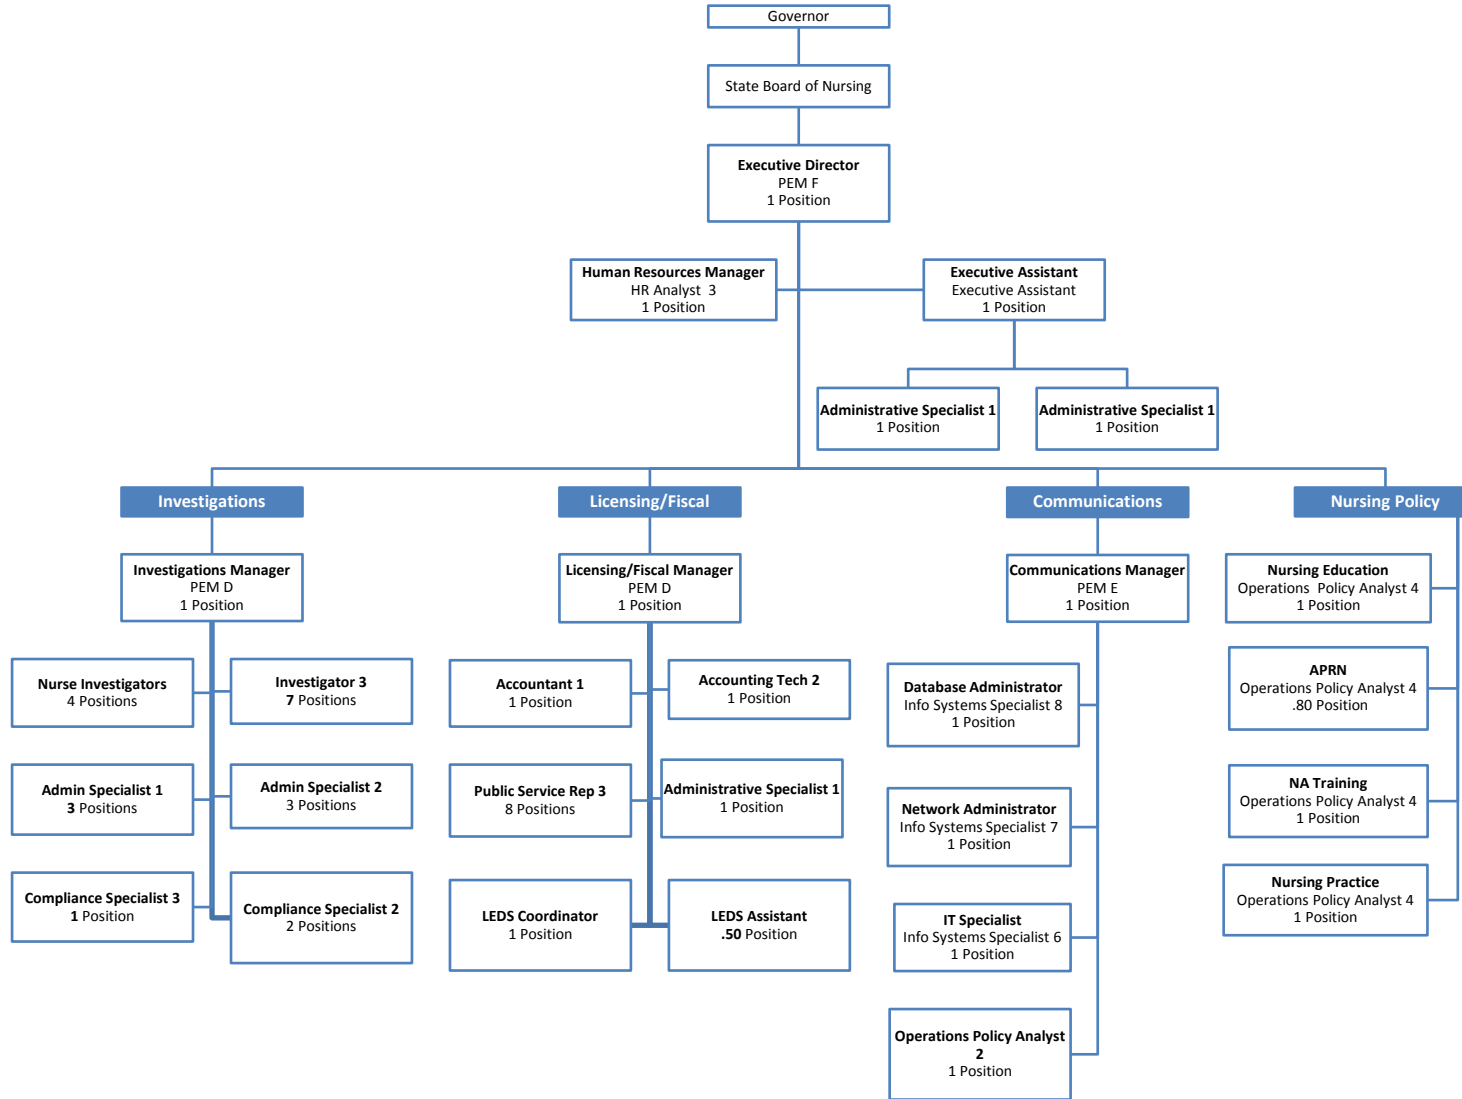 Governor
State Board of Nursing
Executive Director
PEM F
1 Position
Human Resources Manager
HR Analyst  3
1 Position
Executive Assistant
Executive Assistant
1 Position
Administrative Specialist 1
1 Position
Administrative Specialist 1
1 Position
Investigations
Licensing/Fiscal
Communications
Nursing Policy
Investigations Manager
PEM D
1 Position
Nurse Investigators
4 Positions
Investigator 3
7 Positions
Admin Specialist 1
3 Positions
Admin Specialist 2
3 Positions
Compliance Specialist 3
1 Position
Compliance Specialist 2
2 Positions
Licensing/Fiscal Manager
PEM D
1 Position
Accountant 1
1 Position
Accounting Tech 2
1 Position
Public Service Rep 3
8 Positions
Administrative Specialist 1
1 Position
LEDS Coordinator
1 Position
LEDS Assistant
.50 Position
Communications Manager
PEM E
1 Position
Database Administrator
Info Systems Specialist 8
1 Position
Network Administrator
Info Systems Specialist 7
1 Position
IT Specialist
Info Systems Specialist 6
1 Position
Operations Policy Analyst
2
1 Position
Nursing Education
Operations  Policy Analyst 4
1 Position
APRN
Operations Policy Analyst 4
.80 Position
NA Training
Operations Policy Analyst 4
1 Position
Nursing Practice
Operations Policy Analyst 4
1 Position